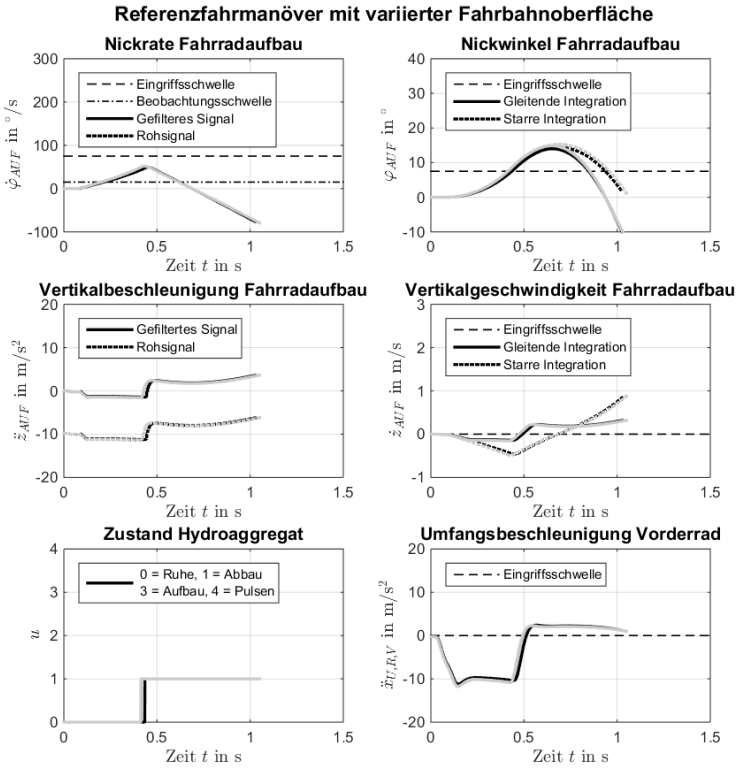 Referenzfahrmanöver mit variierter Fahrbahnoberfläche
Nickrate Fahrradaufbau
300
200
100
0
-100
0
0.5
1
1.5
φ̇_AUF in °/s
Zeit t in s
Eingriffsschwelle
Beobachtungsschwelle
Gefilteres Signal
Rohsignal
Nickwinkel Fahrradaufbau
40
30
20
10
0
-10
0
0.5
1
1.5
φ_AUF in °
Zeit t in s
Eingriffsschwelle
Gleitende Integration
Starre Integration
Vertikalbeschleunigung Fahrradaufbau
20
10
0
-10
-20
0
0.5
1
1.5
z̈_AUF in m/s²
Zeit t in s
Gefiltertes Signal
Rohsignal
Vertikalgeschwindigkeit Fahrradaufbau
3
2
1
0
-1
0
0.5
1
1.5
ż_AUF in m/s
Zeit t in s
Eingriffsschwelle
Gleitende Integration
Starre Integration
Zustand Hydroaggregat
4
3
2
1
0
0
0.5
1
1.5
u
Zeit t in s
0 = Ruhe, 1 = Abbau
3 = Aufbau, 4 = Pulsen
Umfangsbeschleunigung Vorderrad
20
10
0
-10
-20
0
0.5
1
1.5
ẍ_U,R,V in m/s²
Zeit t in s
Eingriffsschwelle